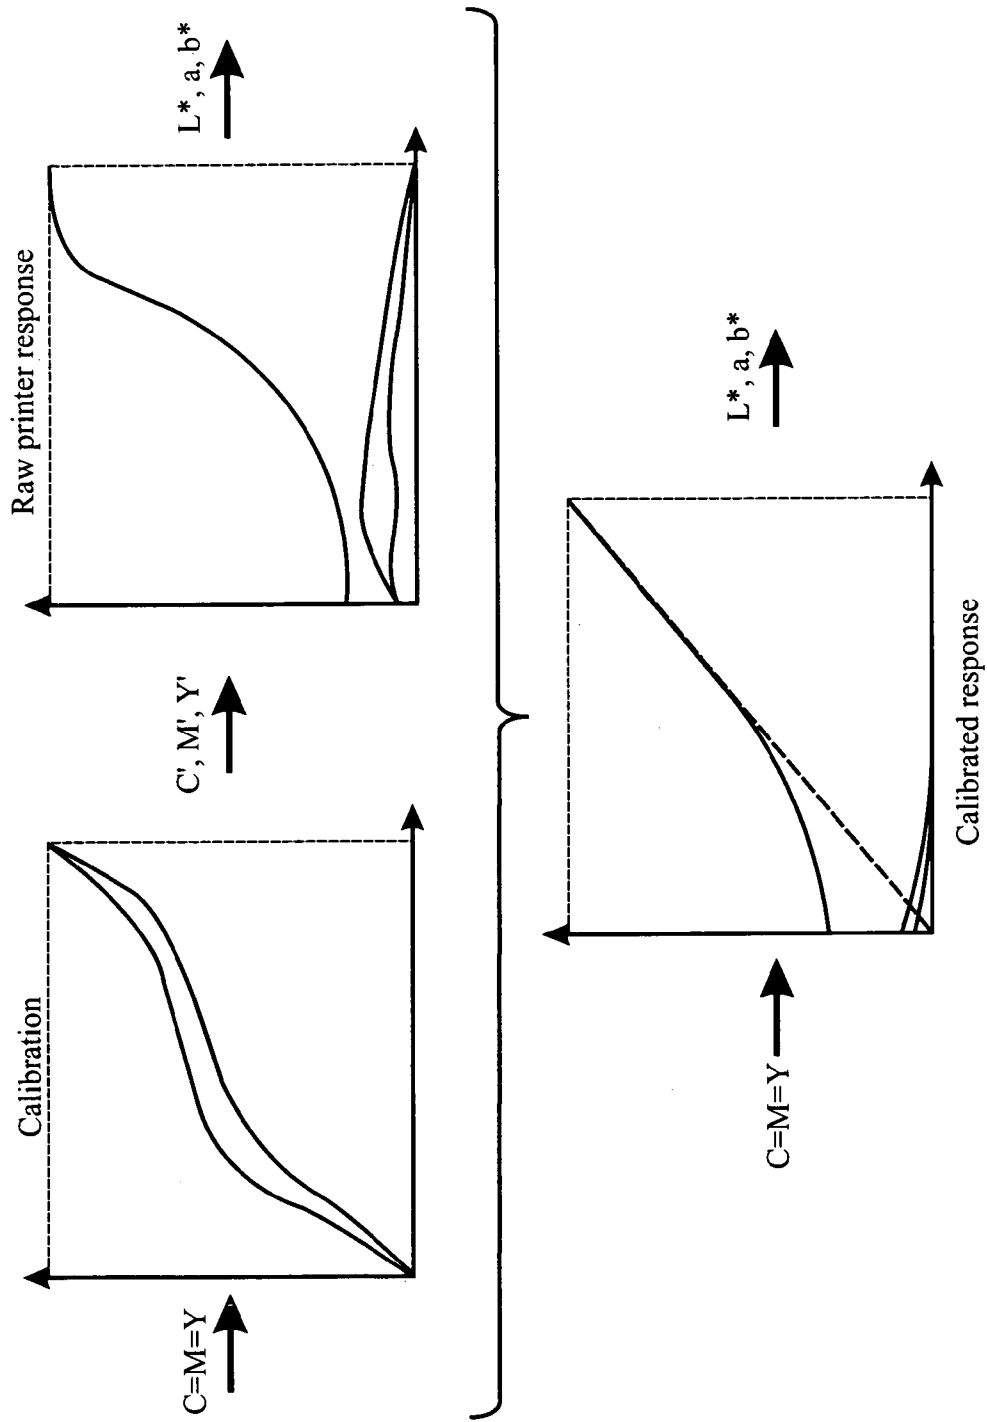 Calibration
C=M=Y
C', M', Y'
Raw printer response
L*, a, b*
C=M=Y
L*, a, b*
Calibrated response